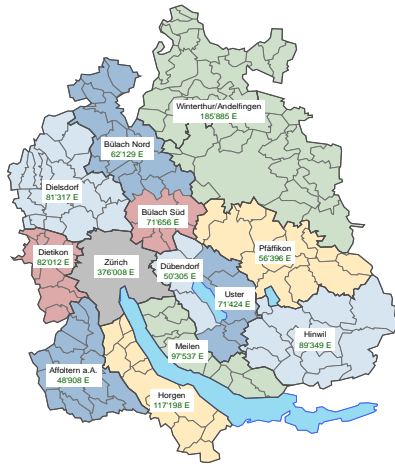 Winterthur/Andelfingen
185'885 E
Bülach Nord
62'129 E
Dielsdorf
81'317 E
Bülach Süd
71'656 E
Dietikon
82'012 E
Zürich
376'008 E
Dübendorf
50'305 E
Pfäffikon
56'396 E
Uster
71'424 E
Hinwil
89'349 E
Meilen
97'537 E
Affoltern a.A.
48'908 E
Horgen
117'198 E